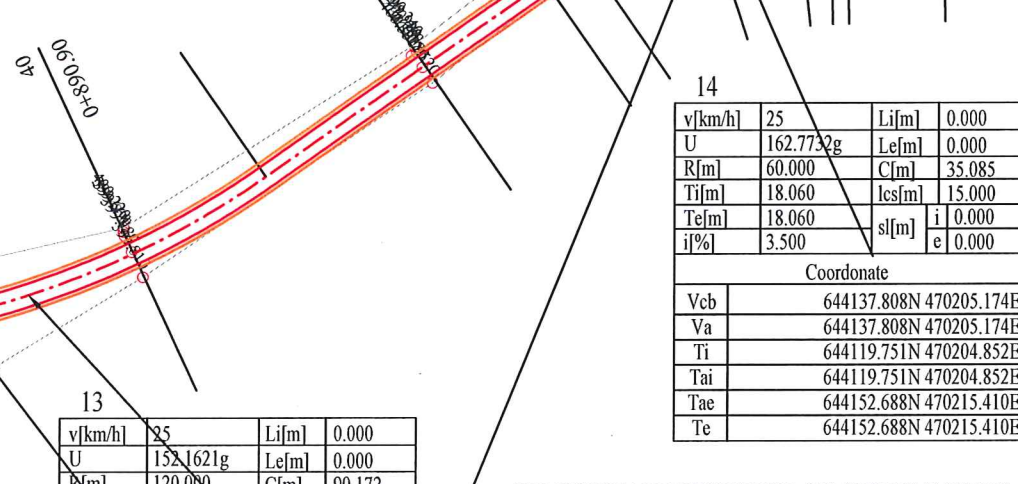 40
0+890.90
14
v[km/h] 25 Li[m] 0.000
U 162.7732g Le[m] 0.000
R[m] 60.000 C[m] 35.085
Ti[m] 18.060 lcs[m] 15.000
Te[m] 18.060 sl[m] i 0.000
i[%] 3.500 e 0.000
Coordonate
Vcb 644137.808N 470205.174E
Va 644137.808N 470205.174E
Ti 644119.751N 470204.852E
Tai 644119.751N 470204.852E
Tae 644152.688N 470215.410E
Te 644152.688N 470215.410E
13
v[km/h] 25 Li[m] 0.000
U 152.1621g Le[m] 0.000
R[m] 120.000 C[m] 90.172